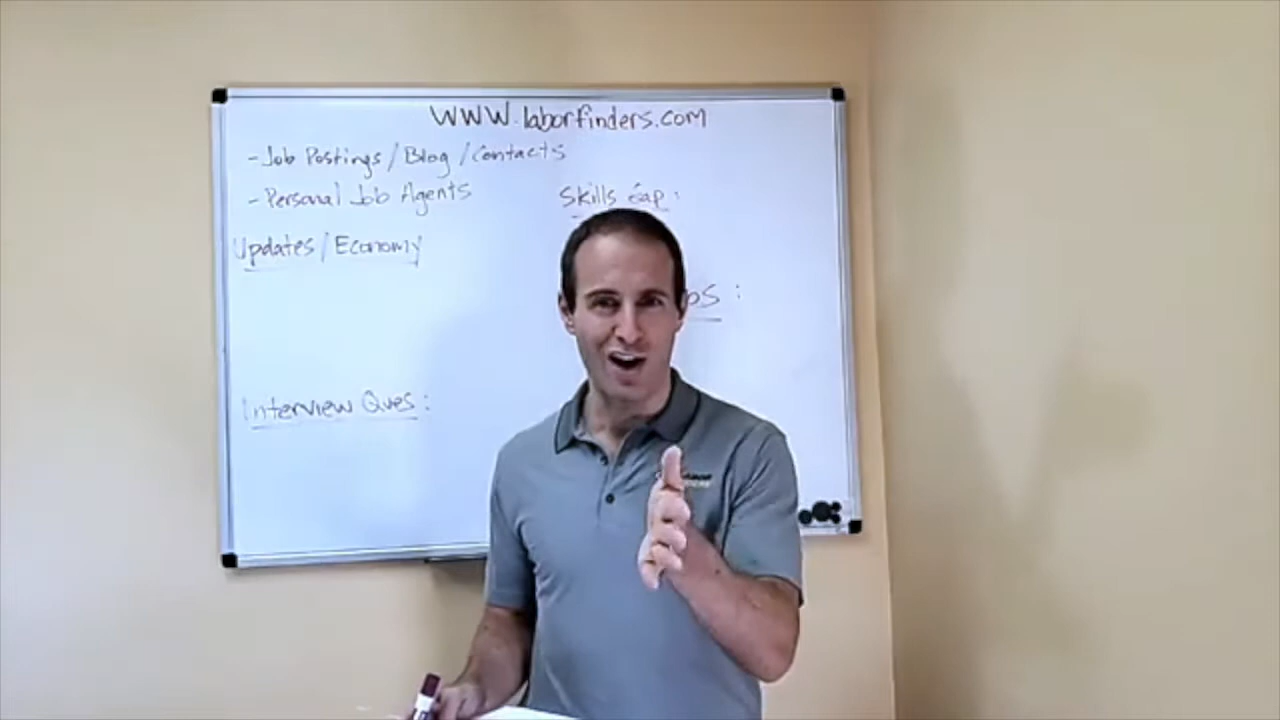 WWW.laborfinders.com
- Job Postings / Blog / Contacts
- Personal Job Agents
Skills Gap :
Updates / Economy
Interview Ques :